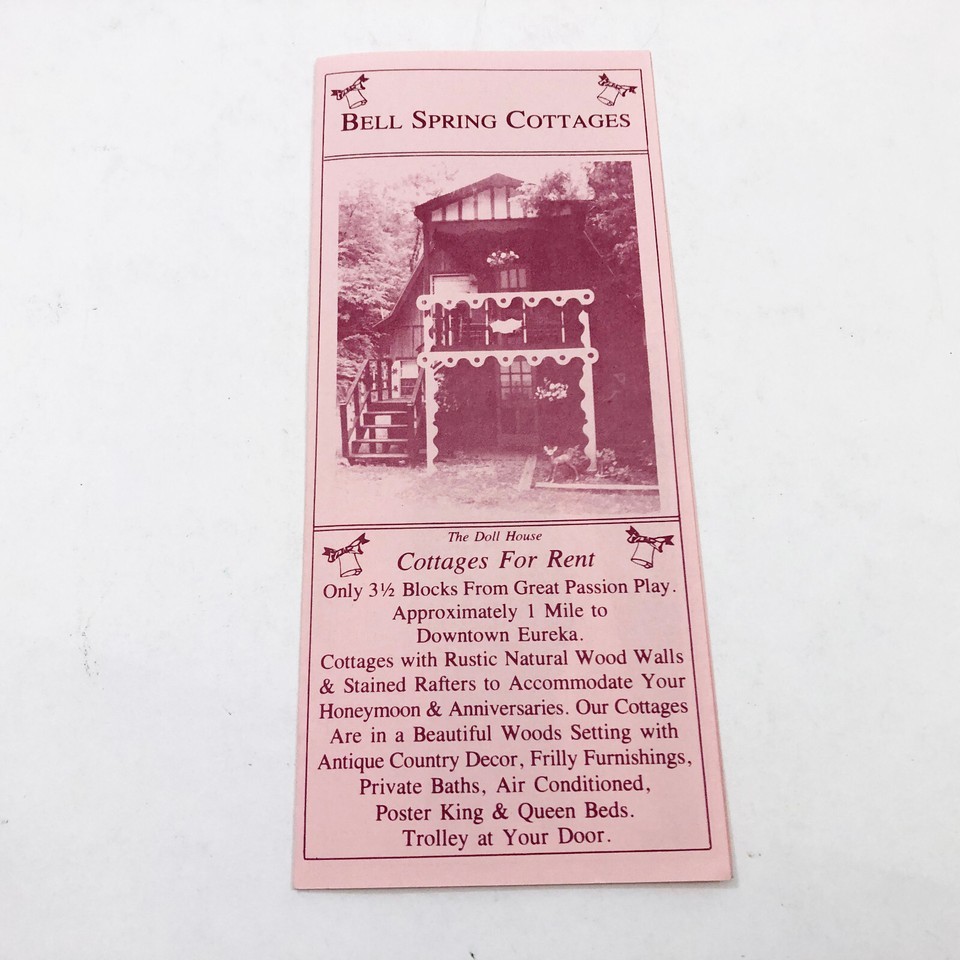 BELL SPRING COTTAGES
The Doll House
Cottages For Rent
Only 3½ Blocks From Great Passion Play.
Approximately 1 Mile to
Downtown Eureka.
Cottages with Rustic Natural Wood Walls
& Stained Rafters to Accommodate Your
Honeymoon & Anniversaries. Our Cottages
Are in a Beautiful Woods Setting with
Antique Country Decor, Frilly Furnishings,
Private Baths, Air Conditioned,
Poster King & Queen Beds.
Trolley at Your Door.